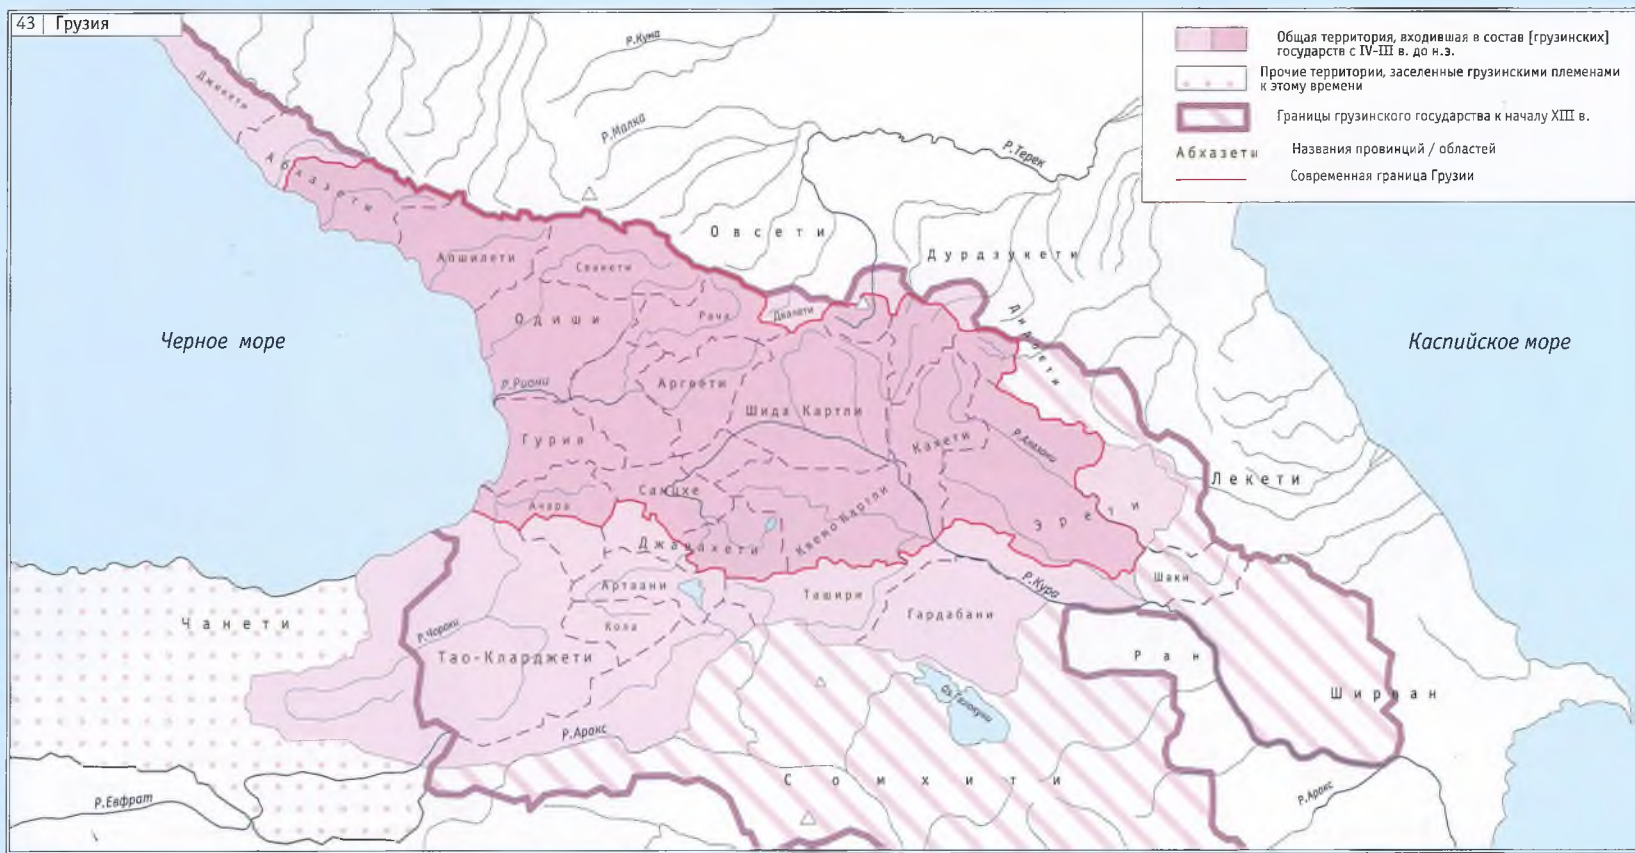 43 Грузия
Общая территория, входившая в состав [грузинских]
государств с IV-III в. до н.э.
Прочие территории, заселенные грузинскими племенами
к этому времени
Границы грузинского государства к началу XIII в.
Абхазеты
Названия провинций / областей
Современная граница Грузии
р.Кума
р.Малка
р.Терек
Джикети
Абхазети
Апшилети
Сванети
Овсети
Дурдзукети
Дидоети
Двалети
Одиши
Рача
Черное море
Каспийское море
р.Риони
Аргвети
Шида Картли
Гурия
Кахети
р.Алазани
Лекети
Самцхе
Ачара
Эрети
Квемо Картли
Джавахети
Артаани
Шаки
р.Кура
Ташири
Гардабани
Чанети
Кола
р.Чорохи
Тао-Кларджети
Ран
Ширван
р.Аракс
Сомхити
р.Евфрат
р.Аракс